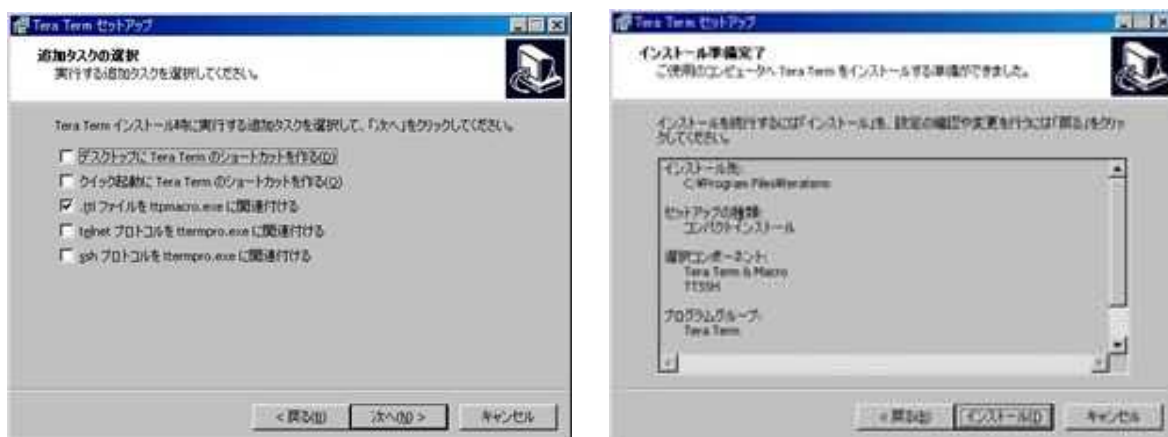 Tera Term セットアップ
追加タスクの選択
実行する追加タスクを選択してください。
Tera Term インストール時に実行する追加タスクを選択して、「次へ」をクリックしてください。
デスクトップに Tera Term のショートカットを作る(D)
クイック起動に Tera Term のショートカットを作る(Q)
.ttl ファイルを ttpmacro.exe に関連付ける
telnet プロトコルを ttermpro.exe に関連付ける
ssh プロトコルを ttermpro.exe に関連付ける
< 戻る(B)
次へ(N) >
キャンセル
Tera Term セットアップ
インストール準備完了
ご使用のコンピュータへ Tera Term をインストールする準備ができました。
インストールを続行するには「インストール」を、設定の確認や変更を行うには「戻る」をクリッ
クしてください。
インストール先:
C:¥Program Files¥teraterm
セットアップの種類:
コンパクトインストール
選択コンポーネント:
Tera Term & Macro
TTSSH
プログラムグループ:
Tera Term
< 戻る(B)
インストール(I)
キャンセル